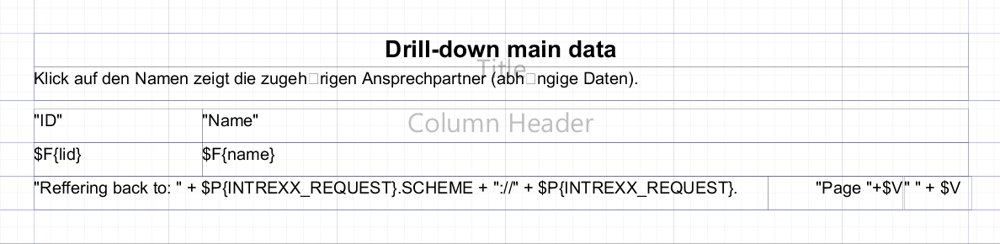 Drill-down main data
Title
Klick auf den Namen zeigt die zugeh□rigen Ansprechpartner (abh□ngige Daten).
"ID" "Name"
Column Header
$F{lid} $F{name}
"Reffering back to: " + $P{INTREXX_REQUEST}.SCHEME + "://" + $P{INTREXX_REQUEST}. "Page "+$V " " + $V